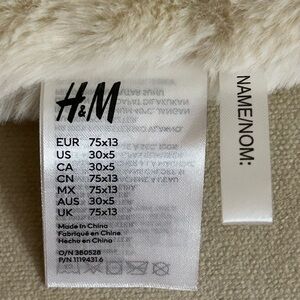 H&M
EUR 75x13
US 30x5
CA 30x5
CN 75x13
MX 75x13
AUS 30x5
UK 75x13
Made in China
Fabriqué en Chine
Hecho en China
O/N 380528
P/N 1119431.6
NAME/NOM: